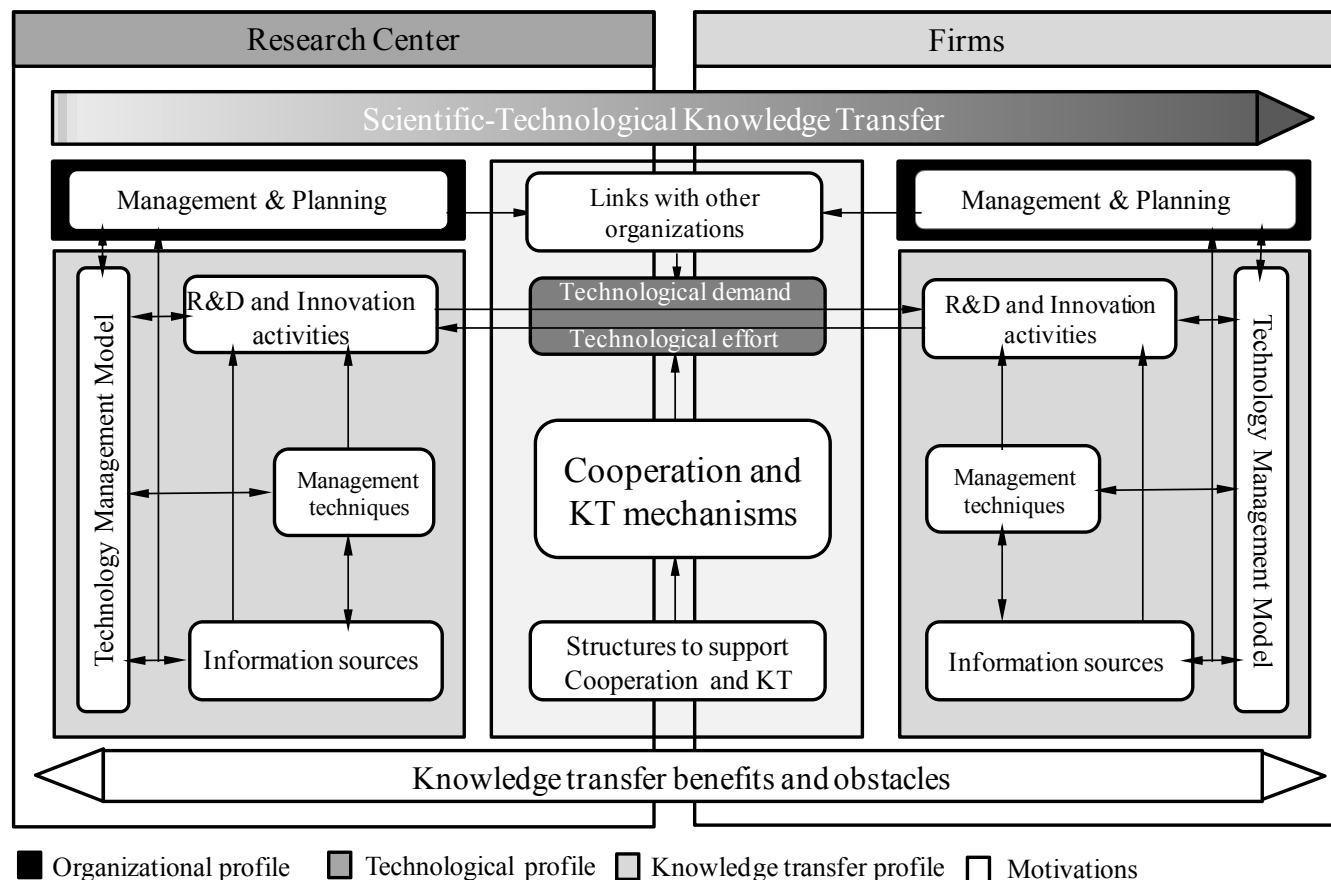 Research Center
Firms
Scientific-Technological Knowledge Transfer
Management & Planning
Technology Management Model
R&D and Innovation
activities
Management
techniques
Information sources
Links with other
organizations
Technological demand
Technological effort
Cooperation and
KT mechanisms
Structures to support
Cooperation and KT
Management & Planning
R&D and Innovation
activities
Management
techniques
Information sources
Technology Management Model
Knowledge transfer benefits and obstacles
Organizational profile
Technological profile
Knowledge transfer profile
Motivations